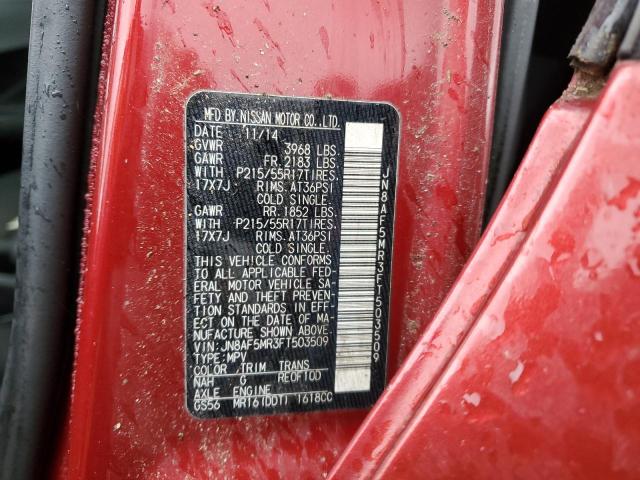 MFD BY NISSAN MOTOR CO.,LTD.
DATE 11/14
GVWR 3968 LBS
GAWR FR. 2183 LBS
WITH P215/55R17TIRES.
17X7J RIMS.AT36PSI
COLD SINGLE.
GAWR RR.1852 LBS.
WITH P215/55R17TIRES.
17X7J RIMS.AT36PSI
COLD SINGLE.
THIS VEHICLE CONFORMS
TO ALL APPLICABLE FED-
ERAL MOTOR VEHICLE SA-
FETY AND THEFT PREVEN-
TION STANDARDS IN EFF-
ECT ON THE DATE OF MA-
NUFACTURE SHOWN ABOVE.
VIN:JN8AF5MR3FT503509
TYPE:MPV
COLOR TRIM TRANS
NAH G RE0F10D
AXLE ENGINE
GS56 MR16(DDT) 1618CC
JN8AF5MR3FT503509